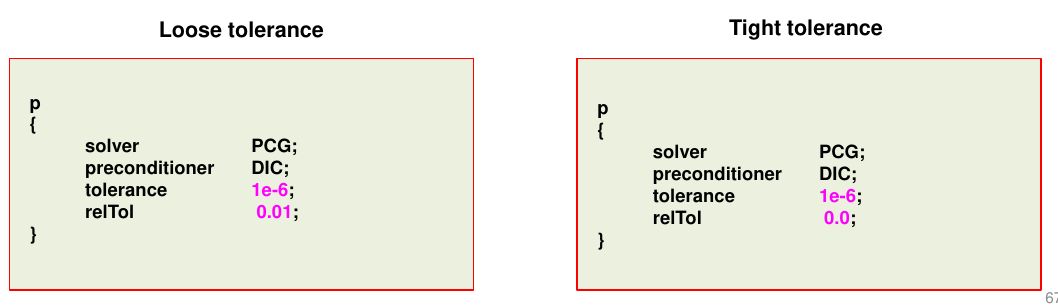 Loose tolerance
p
{
solver PCG;
preconditioner DIC;
tolerance 1e-6;
relTol 0.01;
}
Tight tolerance
p
{
solver PCG;
preconditioner DIC;
tolerance 1e-6;
relTol 0.0;
}
67